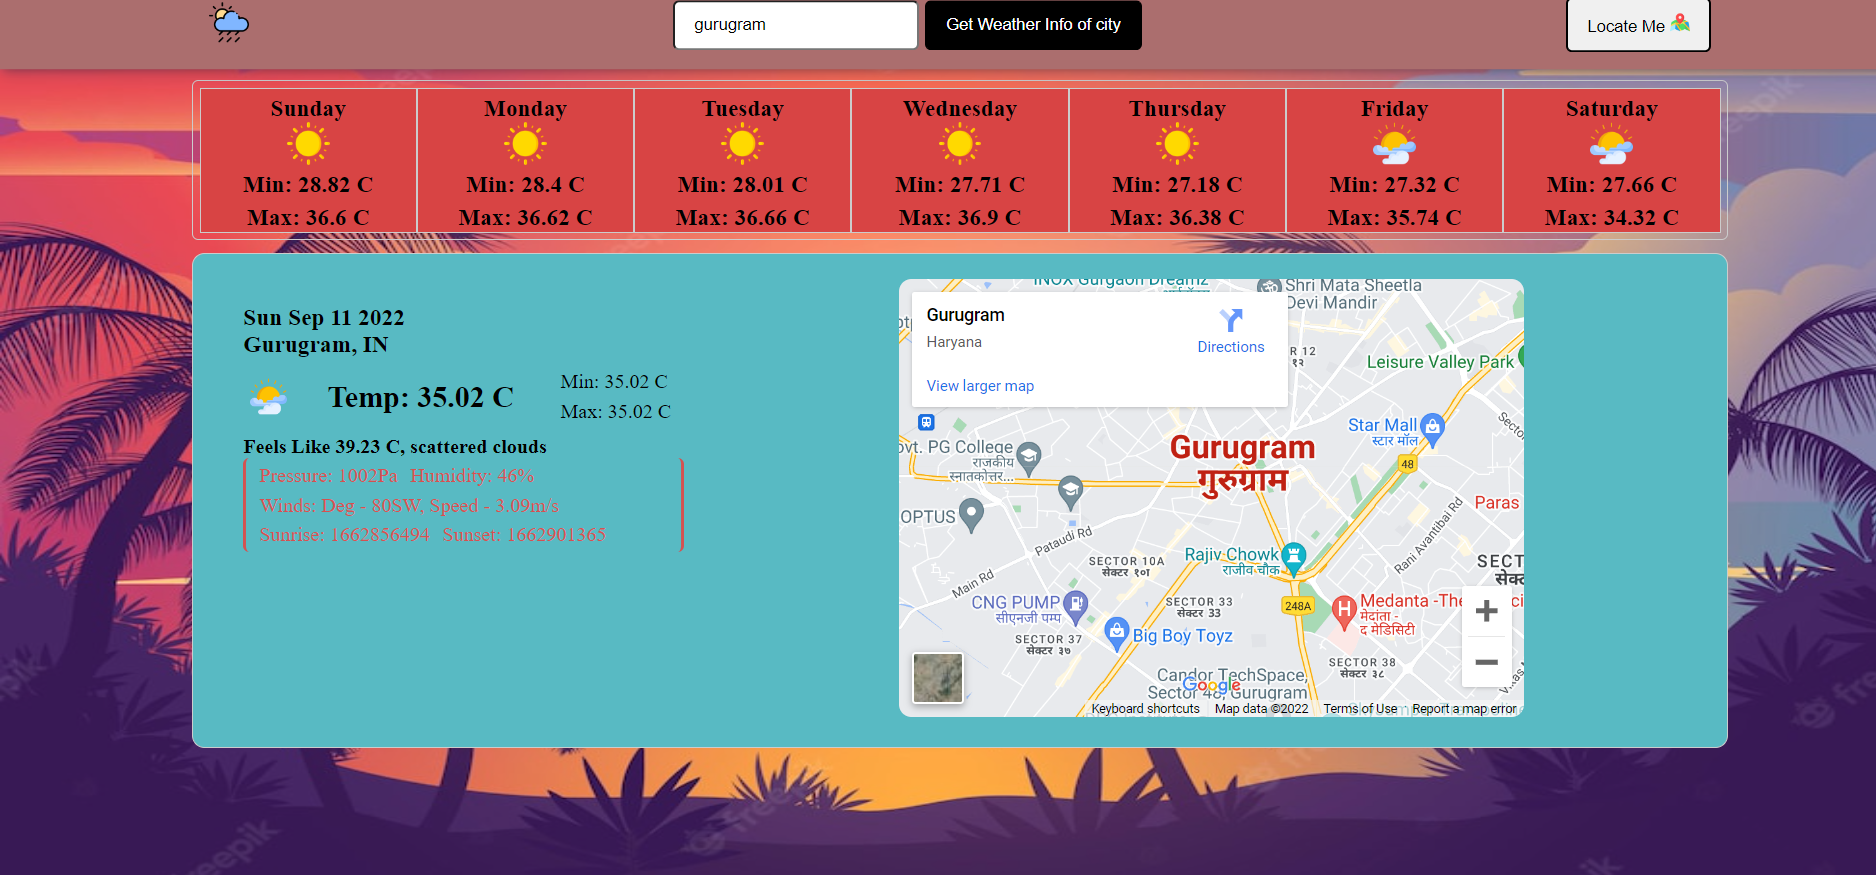 gurugram
Get Weather Info of city
Locate Me
Sunday
Min: 28.82 C
Max: 36.6 C
Monday
Min: 28.4 C
Max: 36.62 C
Tuesday
Min: 28.01 C
Max: 36.66 C
Wednesday
Min: 27.71 C
Max: 36.9 C
Thursday
Min: 27.18 C
Max: 36.38 C
Friday
Min: 27.32 C
Max: 35.74 C
Saturday
Min: 27.66 C
Max: 34.32 C
Sun Sep 11 2022
Gurugram, IN
Temp: 35.02 C
Min: 35.02 C
Max: 35.02 C
Feels Like 39.23 C, scattered clouds
Pressure: 1002Pa Humidity: 46%
Winds: Deg - 80SW, Speed - 3.09m/s
Sunrise: 1662856494 Sunset: 1662901365
INOX Gurgaon Dreamz
Shri Mata Sheetla
Devi Mandir
Gurugram
Haryana
Directions
View larger map
R 12
१२
Leisure Valley Park
Star Mall
स्टार मॉल
48
vt. PG College
राजकीय
स्नातकोत्तर...
Gurugram
गुरुग्राम
OPTUS
Paras
Pataudi Rd
Rani Avantibai Rd
Main Rd
SECTOR 10A
सेक्टर १०ए
Rajiv Chowk
राजीव चौक
SECT
सेक्ट
CNG PUMP
सीएनजी पम्प
SECTOR 33
सेक्टर 33
248A
Medanta -The
ci
मेदांता -
द मेडिसिटी
SECTOR 37
सेक्टर ३७
Big Boy Toyz
SECTOR 38
सेक्टर ३८
Candor TechSpace,
Sector 48, Gurugram
Google
Keyboard shortcuts
Map data ©2022
Terms of Use
Report a map error
freepik